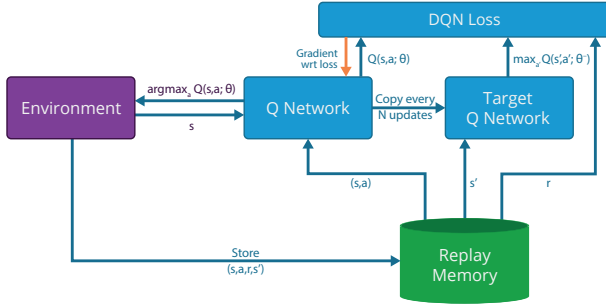 DQN Loss
Gradient
wrt loss
Q(s,a; θ)
maxₐ' Q(s',a'; θ⁻)
argmaxₐ Q(s,a; θ)
Environment
Q Network
Copy every
N updates
Target
Q Network
s
(s,a)
s'
r
Store
(s,a,r,s')
Replay
Memory